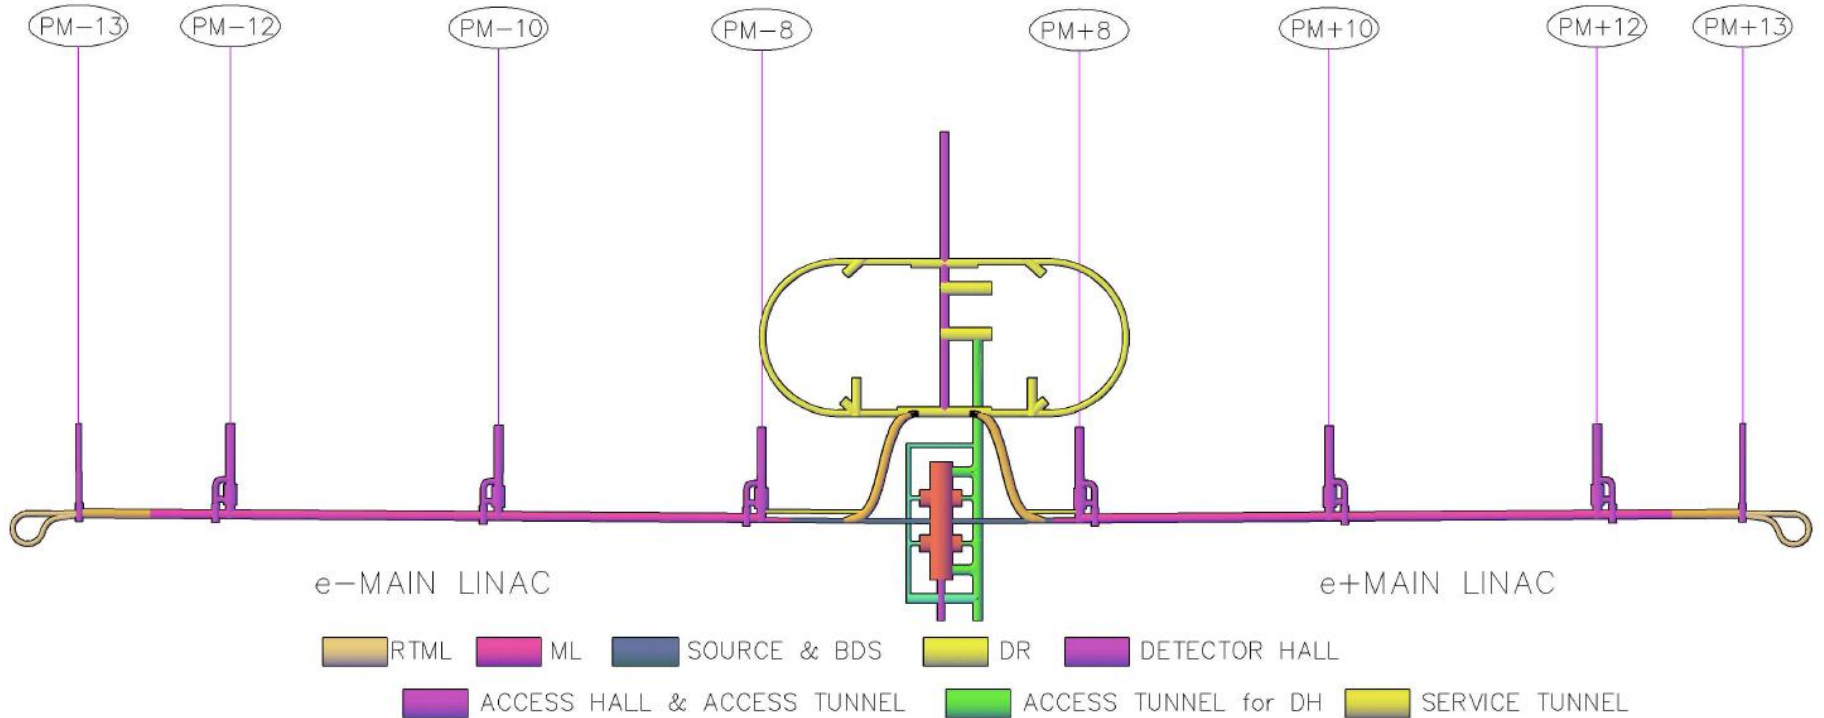 PM-13 PM-12 PM-10 PM-8 PM+8 PM+10 PM+12 PM+13
e-MAIN LINAC e+MAIN LINAC
RTML ML SOURCE & BDS DR DETECTOR HALL
ACCESS HALL & ACCESS TUNNEL ACCESS TUNNEL for DH SERVICE TUNNEL